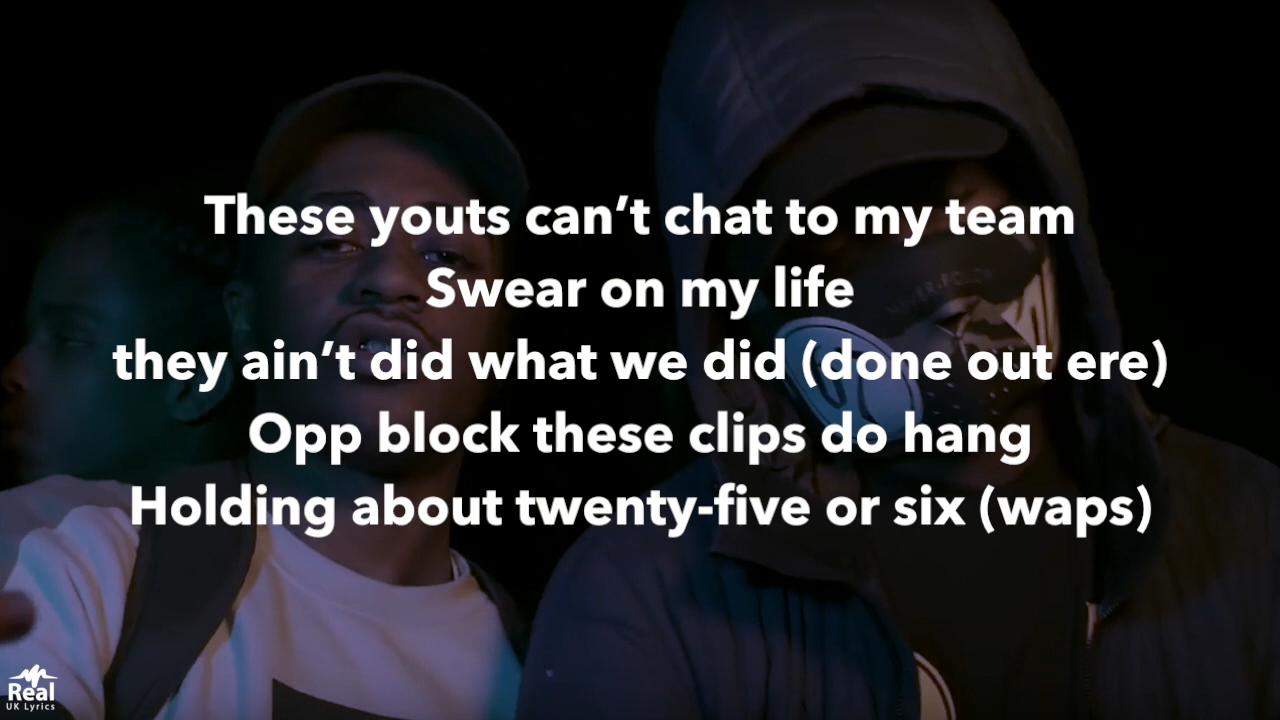 These youts can’t chat to my team
Swear on my life
they ain’t did what we did (done out ere)
Opp block these clips do hang
Holding about twenty-five or six (waps)
Real
UK Lyrics